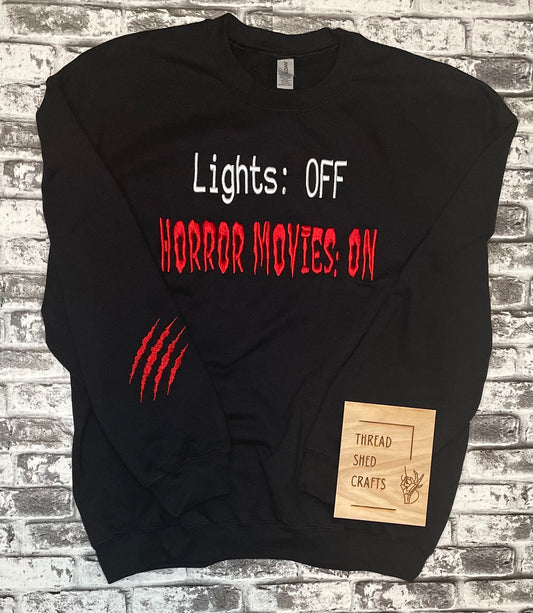 Lights: OFF
HORROR MOVIES: ON
THREAD
SHED
CRAFTS